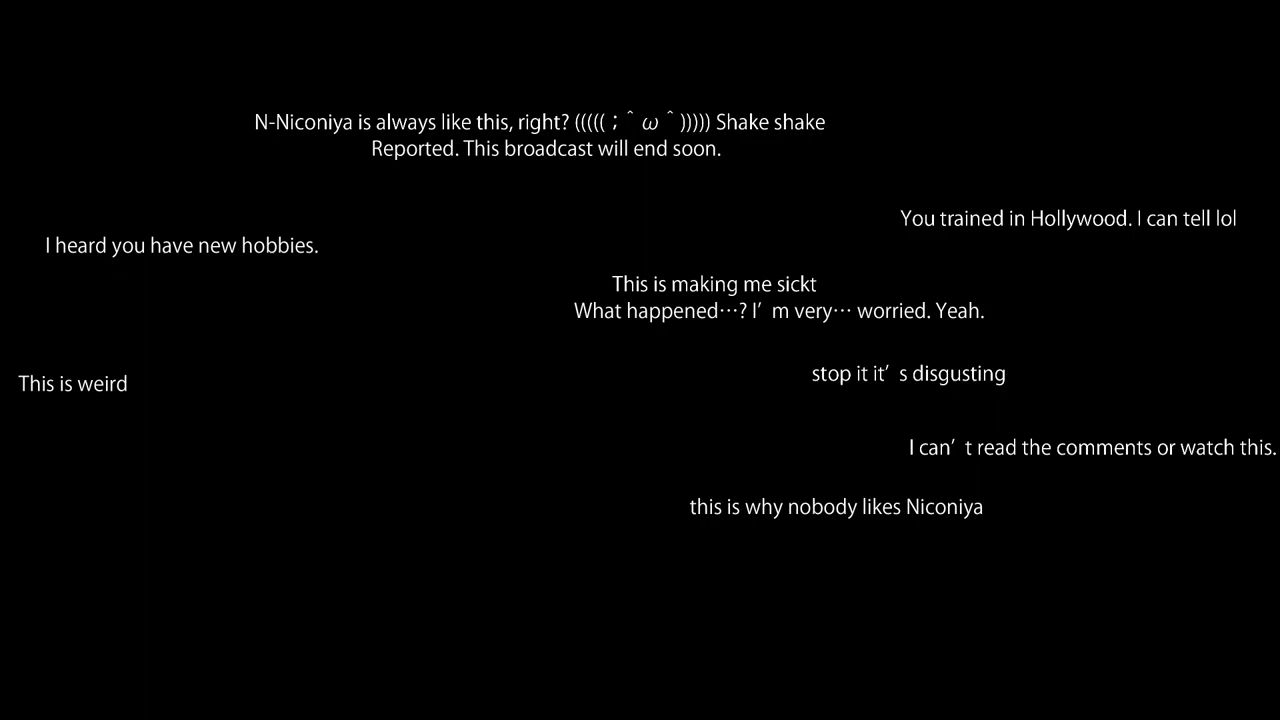 N-Niconiya is always like this, right? (((((；＾ω＾))))) Shake shake
Reported. This broadcast will end soon.
You trained in Hollywood. I can tell lol
I heard you have new hobbies.
This is making me sickt
What happened…? I’m very… worried. Yeah.
stop it it’s disgusting
This is weird
I can’t read the comments or watch this.
this is why nobody likes Niconiya